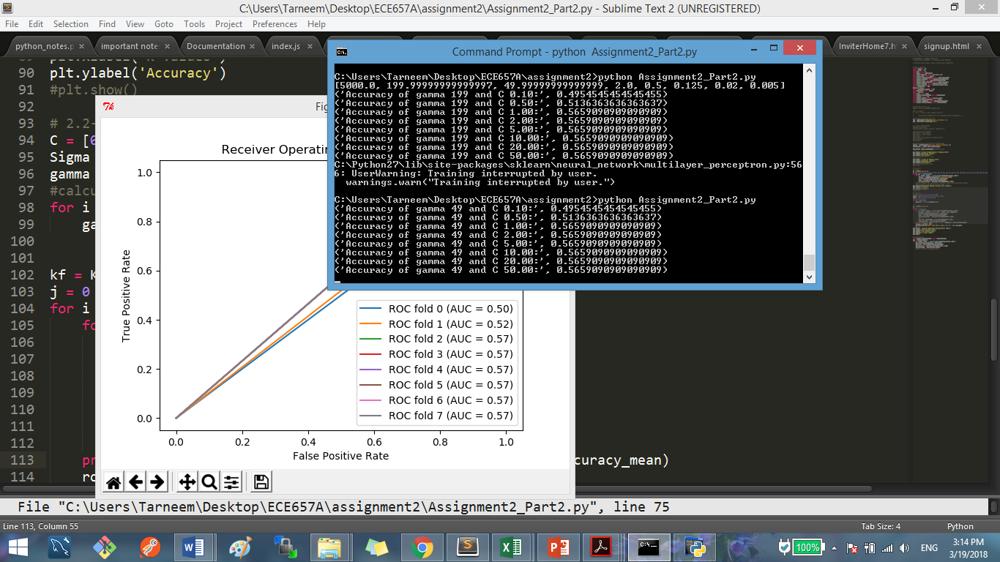 C:\Users\Tarneem\Desktop\ECE657A\assignment2\Assignment2_Part2.py - Sublime Text 2 (UNREGISTERED)
File Edit Selection Find View Goto Tools Project Preferences Help
python_notes.p × important note × Documentation × index.js × InviterHome7.h × signup.html ×
90 plt.ylabel('Accuracy')
91 #plt.show()
92
93 # 2.2-
94 C = [0
95 Sigma
96 gamma
97 #calcu
98 for i
99 ga
100
101
102 kf = K
103 j = 0
104 for i
105 fo
106
107
108
109
110
111
112
113 pr curacy_mean)
114 ro
Command Prompt - python Assignment2_Part2.py
C:\Users\Tarneem\Desktop\ECE657A\assignment2>python Assignment2_Part2.py
[5000.0, 199.99999999999997, 49.99999999999999, 2.0, 0.5, 0.125, 0.02, 0.005]
('Accuracy of gamma 199 and C 0.10:', 0.4954545454545455)
('Accuracy of gamma 199 and C 0.50:', 0.5136363636363637)
('Accuracy of gamma 199 and C 1.00:', 0.5659090909090909)
('Accuracy of gamma 199 and C 2.00:', 0.5659090909090909)
('Accuracy of gamma 199 and C 5.00:', 0.5659090909090909)
('Accuracy of gamma 199 and C 10.00:', 0.5659090909090909)
('Accuracy of gamma 199 and C 20.00:', 0.5659090909090909)
('Accuracy of gamma 199 and C 50.00:', 0.5659090909090909)
C:\Python27\lib\site-packages\sklearn\neural_network\multilayer_perceptron.py:56
6: UserWarning: Training interrupted by user.
warnings.warn("Training interrupted by user.")
C:\Users\Tarneem\Desktop\ECE657A\assignment2>python Assignment2_Part2.py
('Accuracy of gamma 49 and C 0.10:', 0.4954545454545455)
('Accuracy of gamma 49 and C 0.50:', 0.5136363636363637)
('Accuracy of gamma 49 and C 1.00:', 0.5659090909090909)
('Accuracy of gamma 49 and C 2.00:', 0.5659090909090909)
('Accuracy of gamma 49 and C 5.00:', 0.5659090909090909)
('Accuracy of gamma 49 and C 10.00:', 0.5659090909090909)
('Accuracy of gamma 49 and C 20.00:', 0.5659090909090909)
('Accuracy of gamma 49 and C 50.00:', 0.5659090909090909)
Fig
Receiver Operatin
1.0
0.8
0.6
0.4
0.2
0.0
True Positive Rate
ROC fold 0 (AUC = 0.50)
ROC fold 1 (AUC = 0.52)
ROC fold 2 (AUC = 0.57)
ROC fold 3 (AUC = 0.57)
ROC fold 4 (AUC = 0.57)
ROC fold 5 (AUC = 0.57)
ROC fold 6 (AUC = 0.57)
ROC fold 7 (AUC = 0.57)
0.0 0.2 0.4 0.6 0.8 1.0
False Positive Rate
File "C:\Users\Tarneem\Desktop\ECE657A\assignment2\Assignment2_Part2.py", line 75
Line 113, Column 55 Tab Size: 4 Python
100% ENG 3:14 PM
3/19/2018